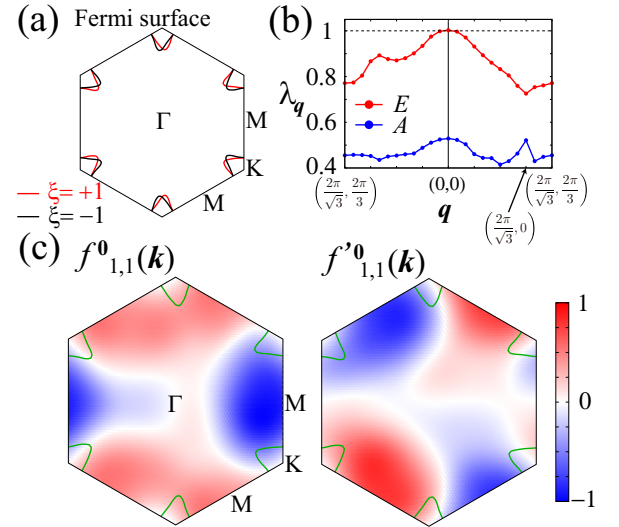 (a)
Fermi surface
Γ
M
K
M
ξ= +1
ξ= −1
(b)
1
0.8
0.6
0.4
λq
E
A
(2π/√3, 2π/3)
(0,0)
q
(2π/√3, 0)
(2π/√3, 2π/3)
(c)
f⁰₁,₁(k)
f’⁰₁,₁(k)
Γ
M
K
M
1
0
−1